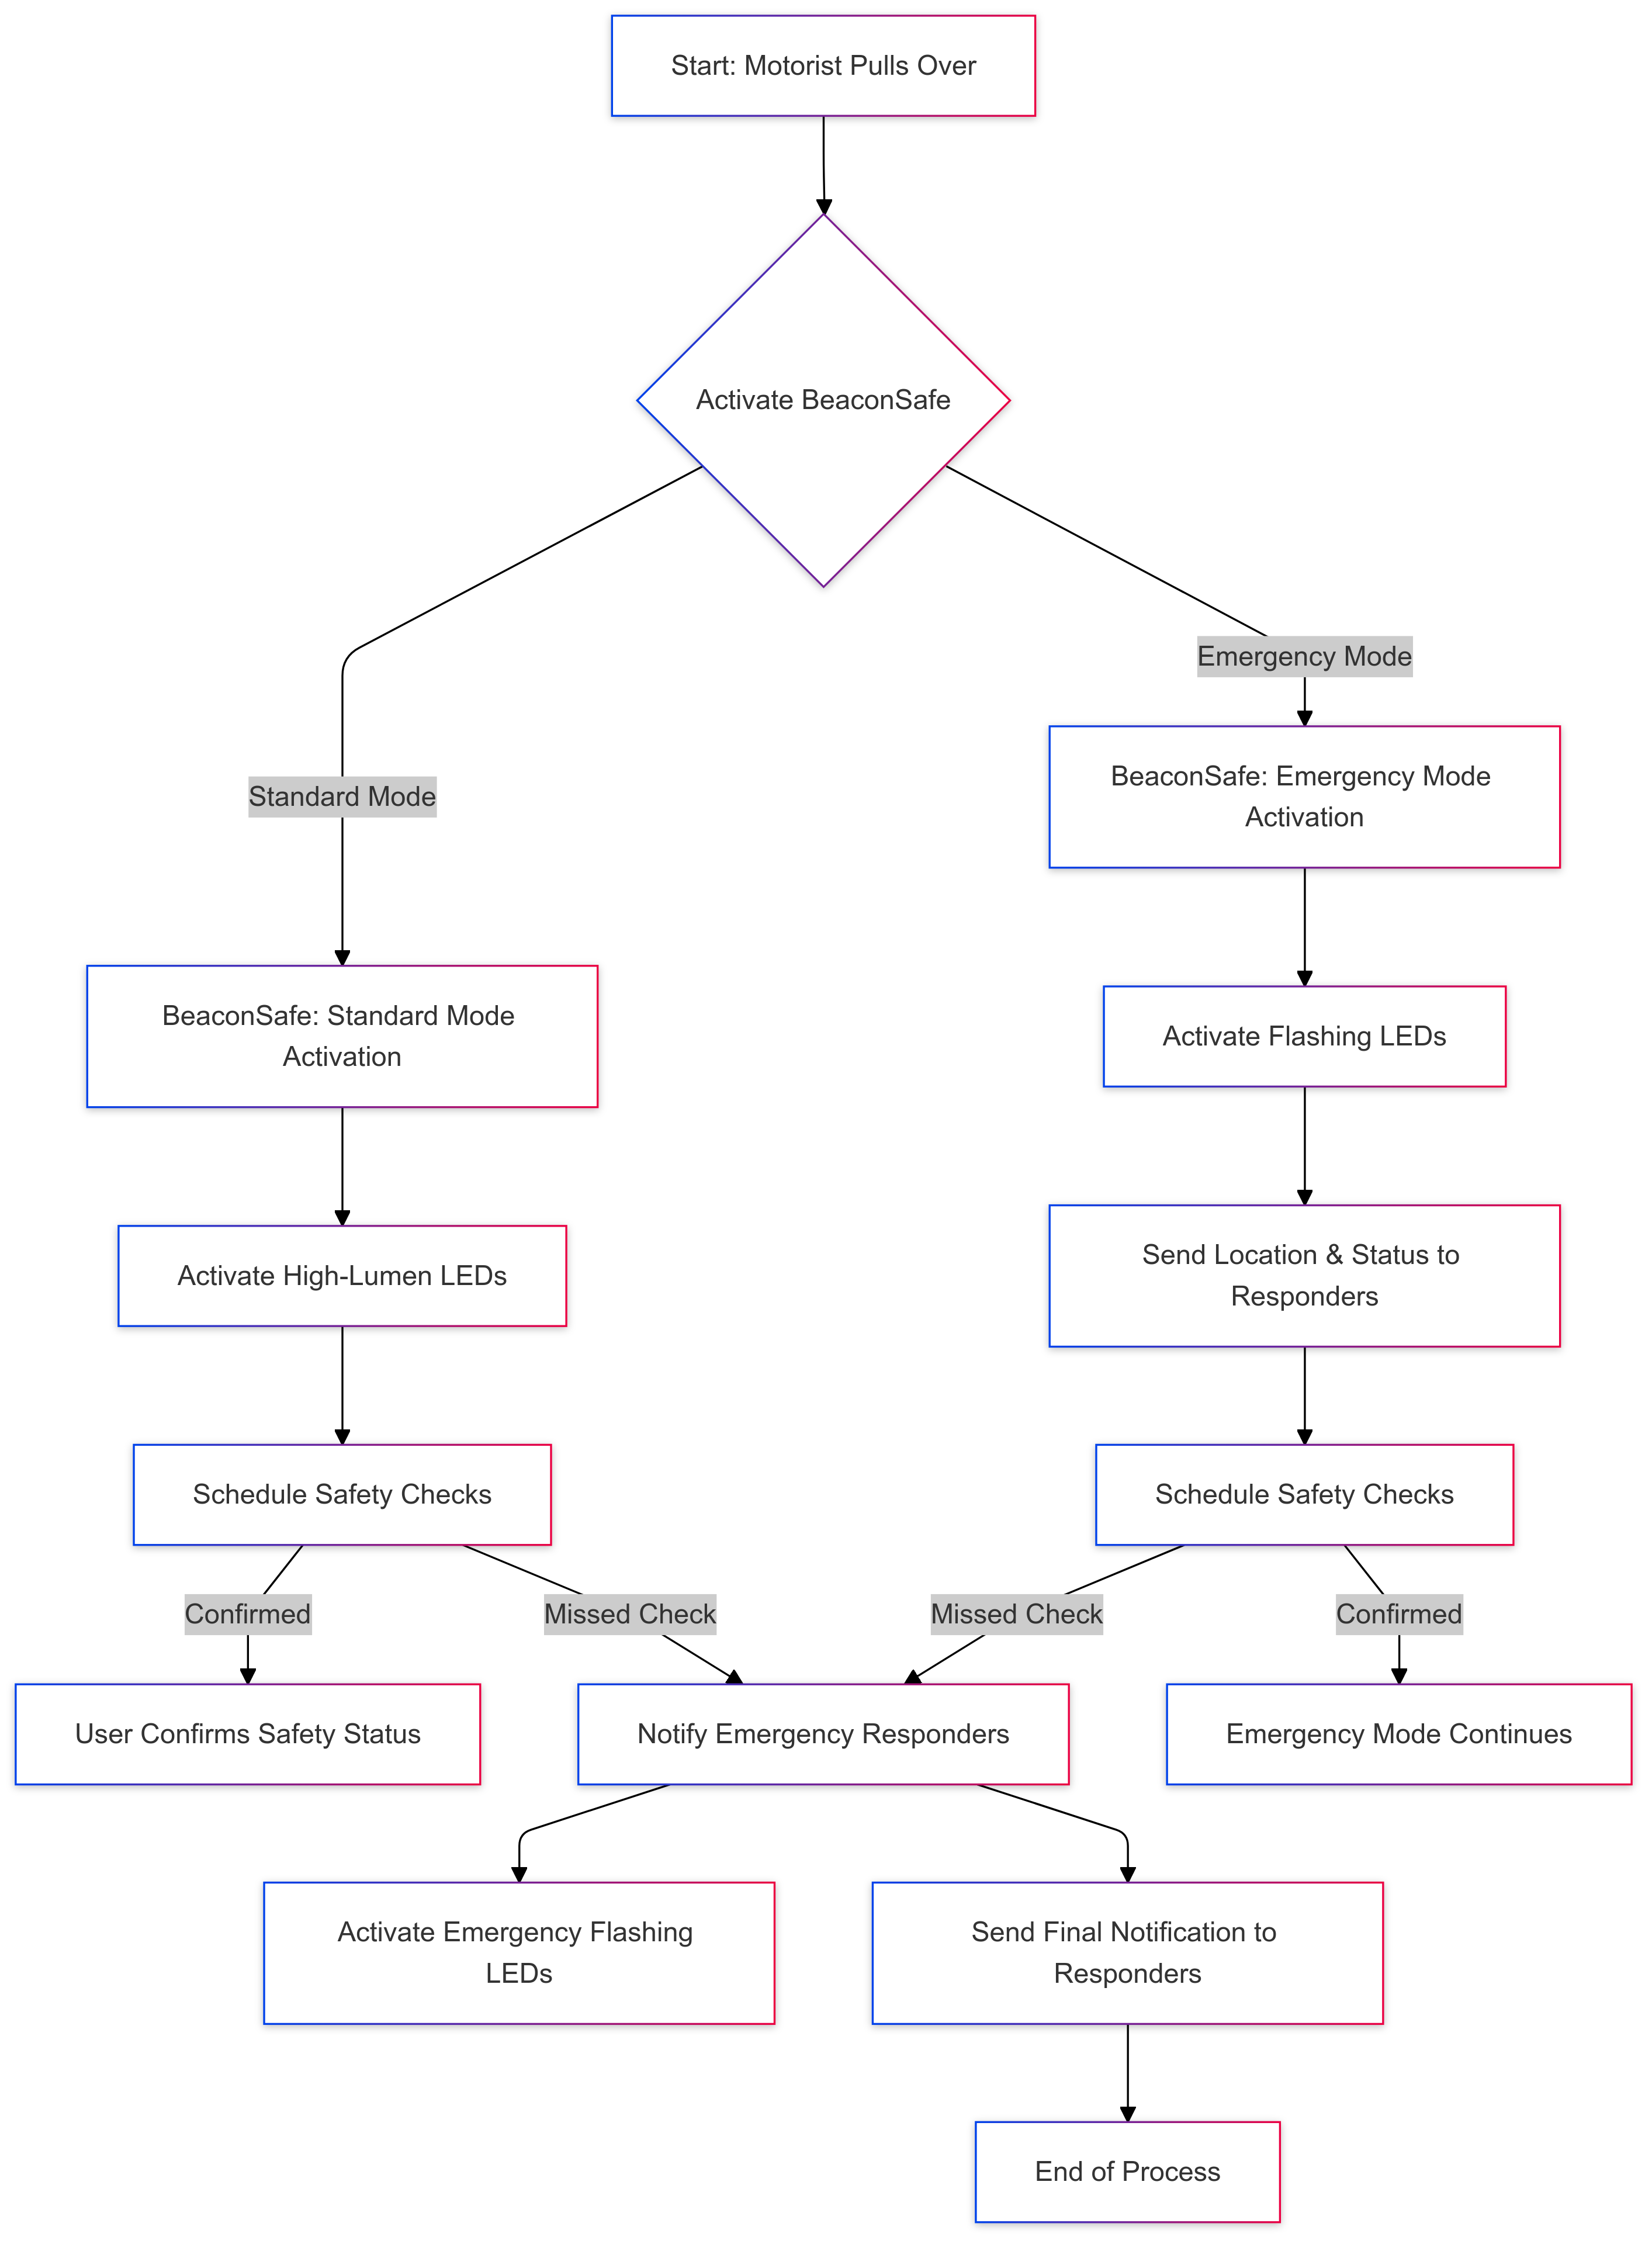 Start: Motorist Pulls Over
Activate BeaconSafe
Emergency Mode
Standard Mode
BeaconSafe: Emergency Mode
Activation
BeaconSafe: Standard Mode
Activation
Activate Flashing LEDs
Activate High-Lumen LEDs
Send Location & Status to
Responders
Schedule Safety Checks
Schedule Safety Checks
Confirmed
Missed Check
Missed Check
Confirmed
User Confirms Safety Status
Notify Emergency Responders
Emergency Mode Continues
Activate Emergency Flashing
LEDs
Send Final Notification to
Responders
End of Process